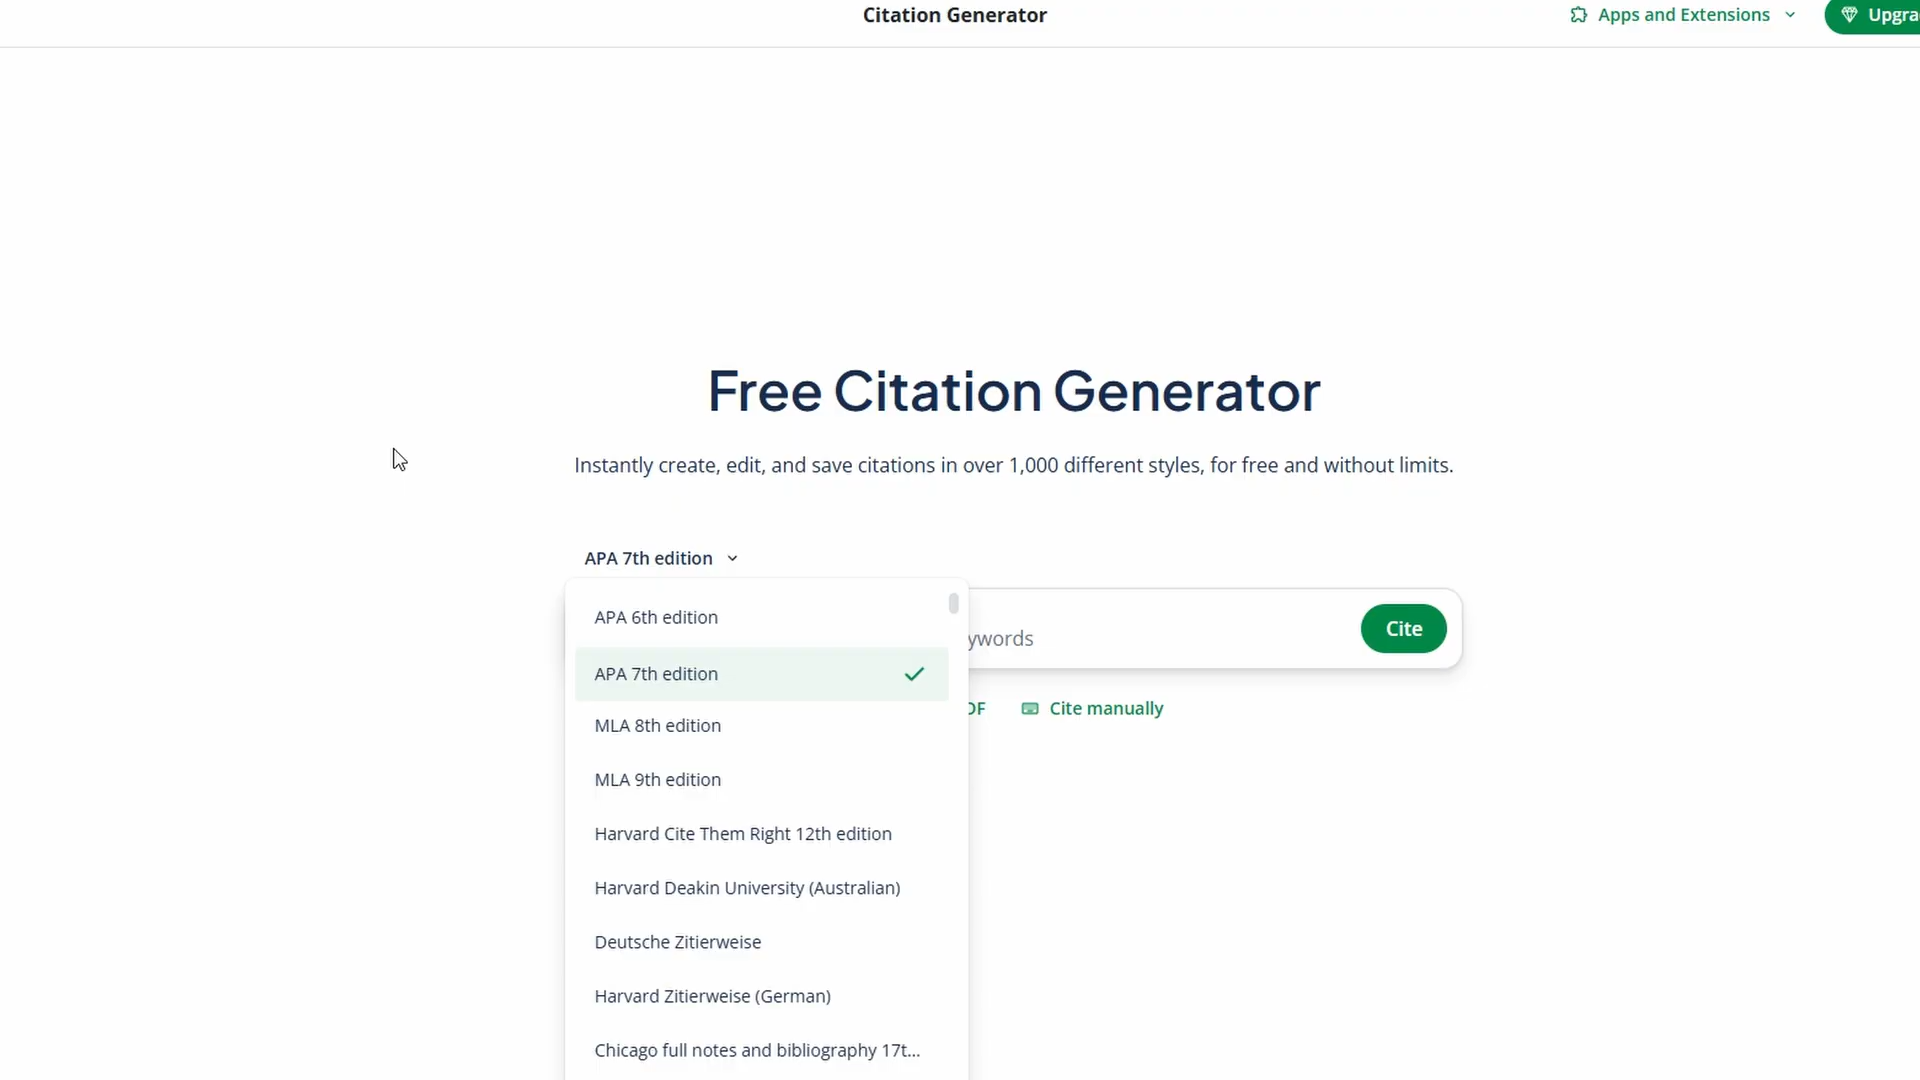 Citation Generator
Apps and Extensions
Free Citation Generator
Instantly create, edit, and save citations in over 1,000 different styles, for free and without limits.
APA 7th edition
APA 6th edition
APA 7th edition
MLA 8th edition
MLA 9th edition
Harvard Cite Them Right 12th edition
Harvard Deakin University (Australian)
Deutsche Zitierweise
Harvard Zitierweise (German)
Chicago full notes and bibliography 17t...
ywords
Cite
DF
Cite manually